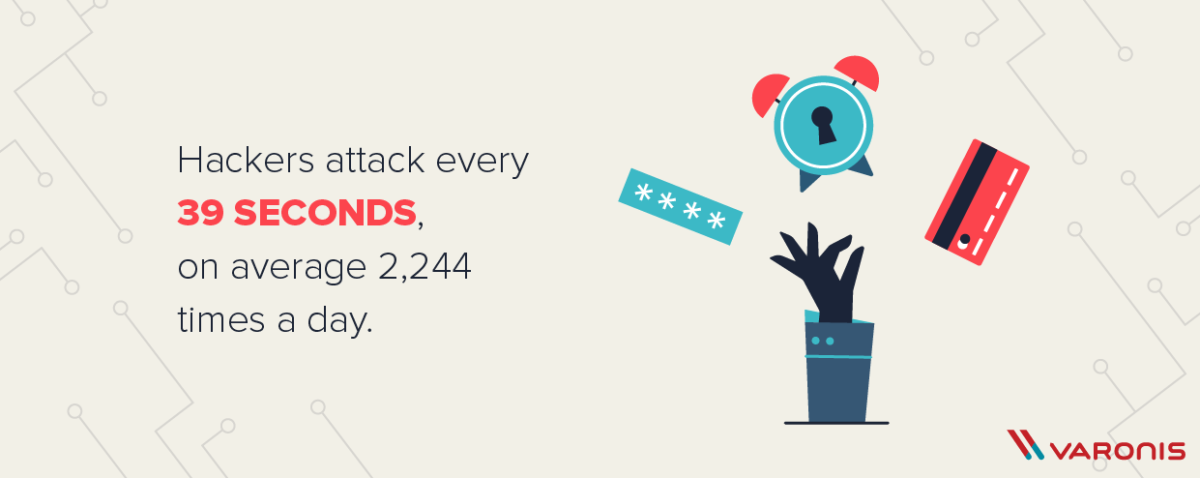 Hackers attack every
39 SECONDS,
on average 2,244
times a day.
****
VARONIS